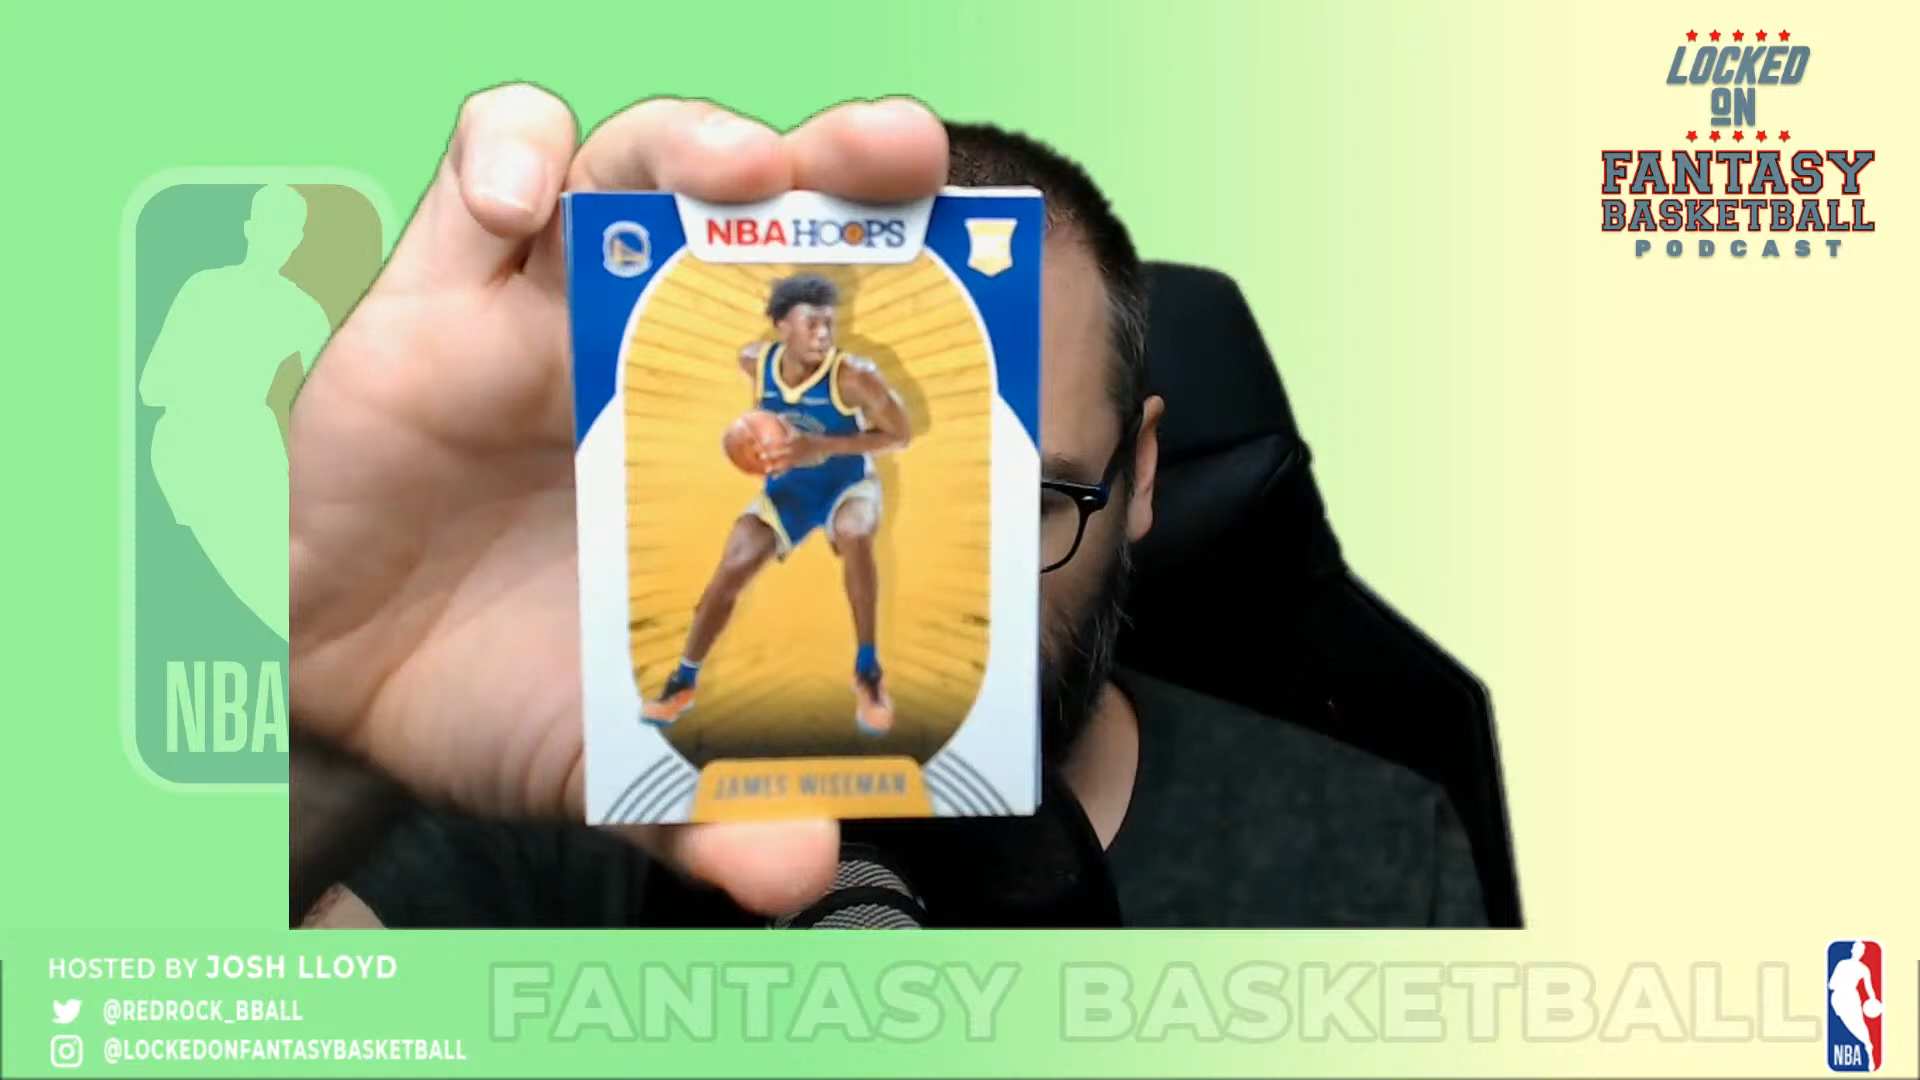 LOCKED
ON
FANTASY
BASKETBALL
PODCAST
NBA HOOPS
JAMES WISEMAN
NBA
HOSTED BY JOSH LLOYD
@REDROCK_BBALL
@LOCKEDONFANTASYBASKETBALL
FANTASY BASKETBALL
NBA